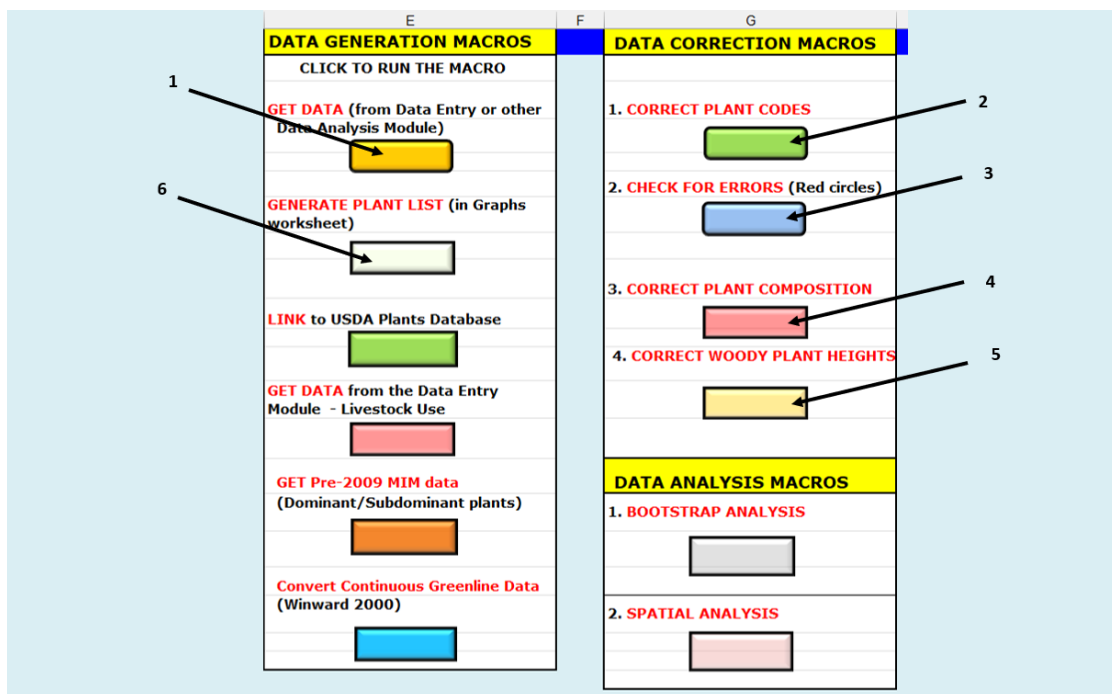 E
F
G
DATA GENERATION MACROS
CLICK TO RUN THE MACRO
1
GET DATA (from Data Entry or other
Data Analysis Module)
6
GENERATE PLANT LIST (in Graphs
worksheet)
LINK to USDA Plants Database
GET DATA from the Data Entry
Module - Livestock Use
GET Pre-2009 MIM data
(Dominant/Subdominant plants)
Convert Continuous Greenline Data
(Winward 2000)
DATA CORRECTION MACROS
1. CORRECT PLANT CODES
2
2. CHECK FOR ERRORS (Red circles)
3
3. CORRECT PLANT COMPOSITION
4
4. CORRECT WOODY PLANT HEIGHTS
5
DATA ANALYSIS MACROS
1. BOOTSTRAP ANALYSIS
2. SPATIAL ANALYSIS